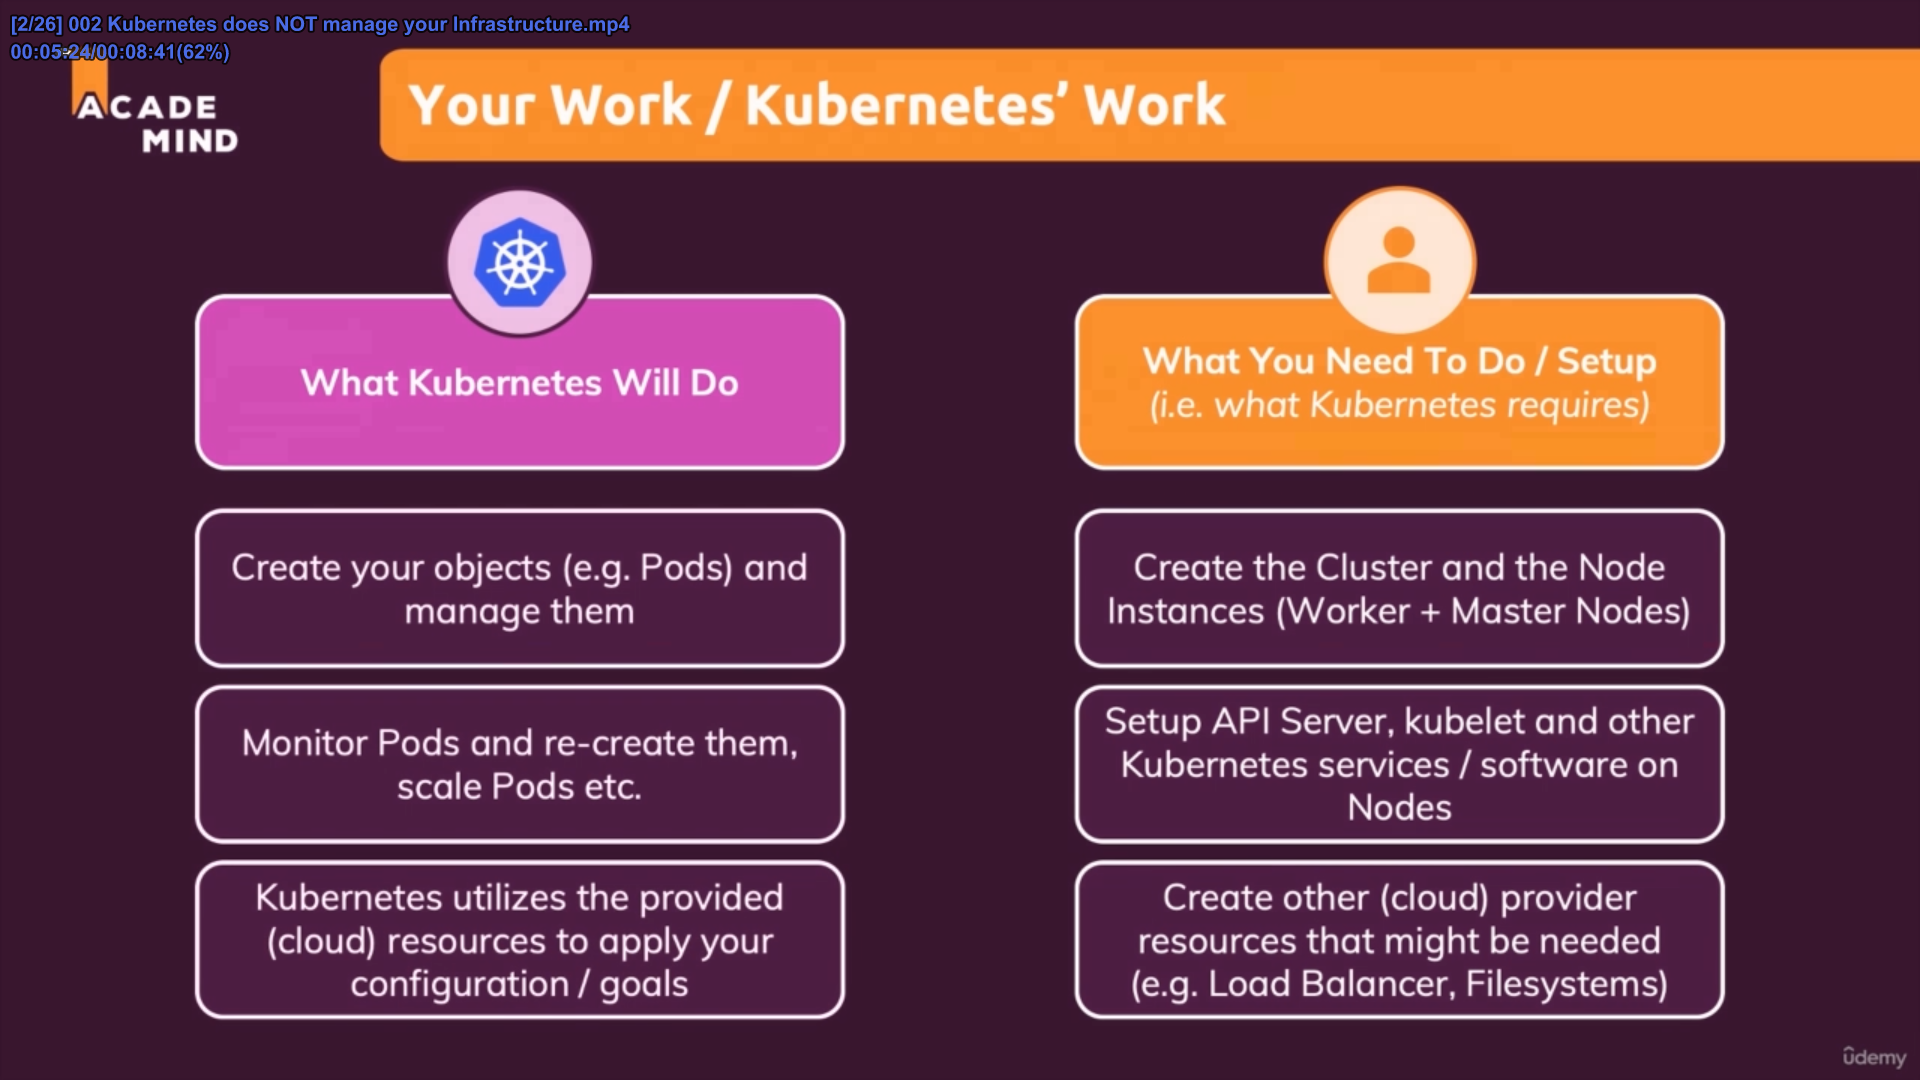 [2/26] 002 Kubernetes does NOT manage your Infrastructure.mp4
00:05:24/00:08:41(62%)
ACADE
MIND
Your Work / Kubernetes’ Work
What Kubernetes Will Do
Create your objects (e.g. Pods) and
manage them
Monitor Pods and re-create them,
scale Pods etc.
Kubernetes utilizes the provided
(cloud) resources to apply your
configuration / goals
What You Need To Do / Setup
(i.e. what Kubernetes requires)
Create the Cluster and the Node
Instances (Worker + Master Nodes)
Setup API Server, kubelet and other
Kubernetes services / software on
Nodes
Create other (cloud) provider
resources that might be needed
(e.g. Load Balancer, Filesystems)
ûdemy